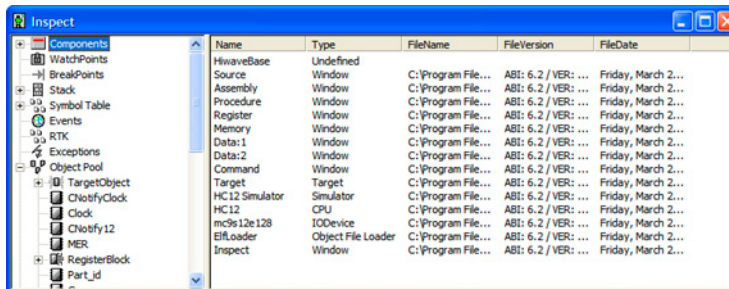 Inspect
Components
WatchPoints
BreakPoints
Stack
Symbol Table
Events
RTK
Exceptions
Object Pool
TargetObject
CNotifyClock
Clock
CNotify12
MER
RegisterBlock
Part_id
Name Type FileName FileVersion FileDate
HiwaveBase Undefined
Source Window C:\Program File... ABI: 6.2 / VER: ... Friday, March 2...
Assembly Window C:\Program File... ABI: 6.2 / VER: ... Friday, March 2...
Procedure Window C:\Program File... ABI: 6.2 / VER: ... Friday, March 2...
Register Window C:\Program File... ABI: 6.2 / VER: ... Friday, March 2...
Memory Window C:\Program File... ABI: 6.2 / VER: ... Friday, March 2...
Data:1 Window C:\Program File... ABI: 6.2 / VER: ... Friday, March 2...
Data:2 Window C:\Program File... ABI: 6.2 / VER: ... Friday, March 2...
Command Window C:\Program File... ABI: 6.2 / VER: ... Friday, March 2...
Target Target C:\Program File... ABI: 6.2 / VER: ... Friday, March 2...
HC12 Simulator Simulator C:\Program File... ABI: 6.2 / VER: ... Friday, March 2...
HC12 CPU C:\Program File... ABI: 6.2 / VER: ... Friday, March 2...
mc9s12e128 IODevice C:\Program File... ABI: 6.2 / VER: ... Friday, March 2...
ElfLoader Object File Loader C:\Program File... ABI: 6.2 / VER: ... Friday, March 2...
Inspect Window C:\Program File... ABI: 6.2 / VER: ... Friday, March 2...